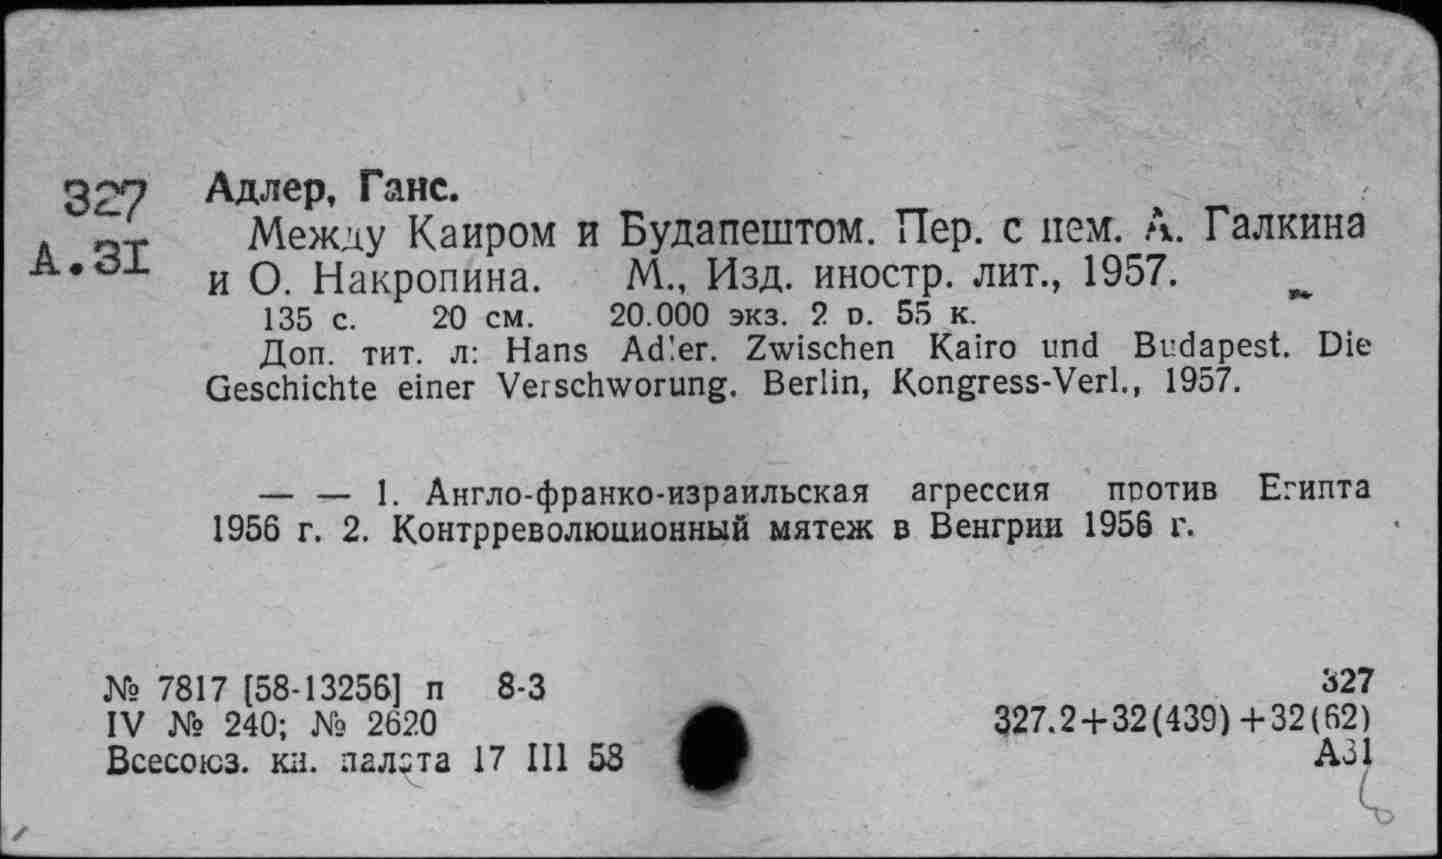 327
А.31
Адлер, Ганс.
Между Каиром и Будапештом. Пер. с нем. А. Галкина
и О. Накропина. М., Изд. иностр. лит., 1957.
135 с. 20 см. 20.000 экз. 2 р. 55 к.
Доп. тит. л: Hans Adler. Zwischen Kairo und Budapest. Die
Geschichte einer Verschworung. Berlin, Kongress-Verl., 1957.
— — 1. Англо-франко-израильская агрессия против Египта
1956 г. 2. Контрреволюционный мятеж в Венгрии 1956 г.
№ 7817 [58-13256] п 8-3
IV № 240; № 2620
Всесоюз. кн. палата 17 III 58
327
327.2+32(439)+32(62)
А31